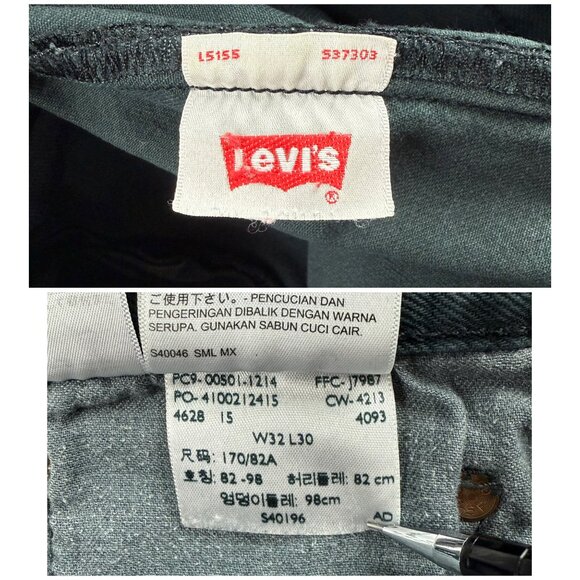 L5155 537303
Levi's
®
ご使用下さい。- PENCUCIAN DAN
PENGERINGAN DIBALIK DENGAN WARNA
SERUPA. GUNAKAN SABUN CUCI CAIR.
S40046 SML MX
PC9-00501-1214 FFC-J7987
PO-4100212415 CW-4213
4628 15 4093
W32 L30
尺码: 170/82A
호칭: 82-98 허리둘레: 82 cm
엉덩이둘레: 98cm
S40196 AD